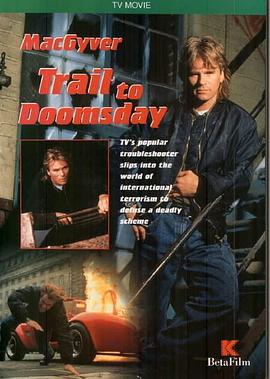 TV MOVIE
MacGyver
Trail to
Doomsday
TV's popular
troubleshooter
slips into the
world of
international
terrorism to
defuse a deadly
scheme
K
BetaFilm